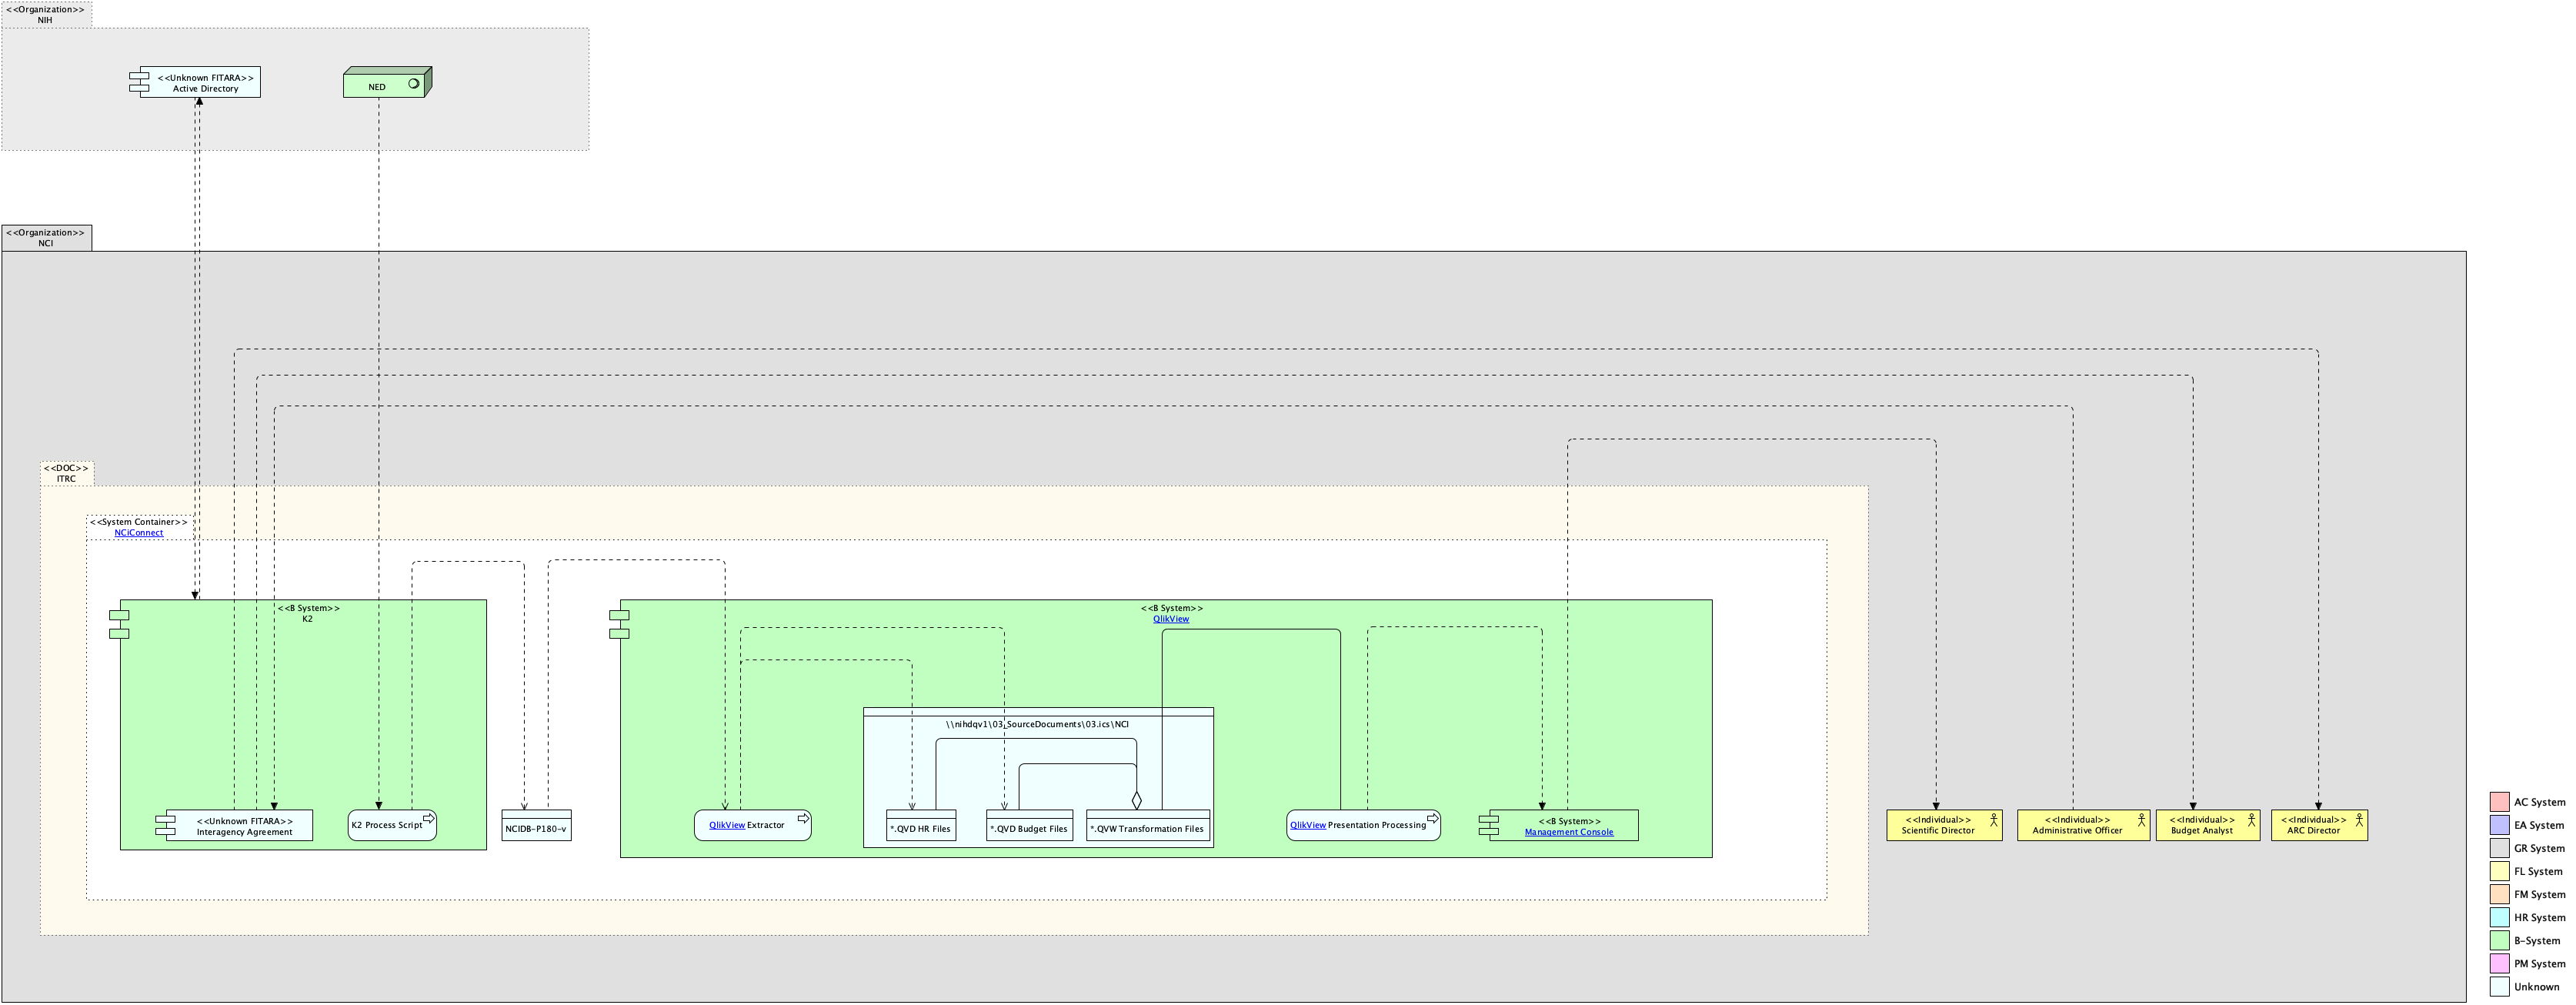 <<Organization>>
NIH
<<Unknown FITARA>>
Active Directory
NED
<<Organization>>
NCI
<<DOC>>
ITRC
<<System Container>>
NCiConnect
<<B System>>
K2
<<B System>>
QlikView
\\nihdqv1\03_SourceDocuments\03.ics\NCI
<<Unknown FITARA>>
Interagency Agreement
K2 Process Script
NCIDB-P180-v
QlikView Extractor
*.QVD HR Files
*.QVD Budget Files
*.QVW Transformation Files
QlikView Presentation Processing
<<B System>>
Management Console
<<Individual>>
Scientific Director
<<Individual>>
Administrative Officer
<<Individual>>
Budget Analyst
<<Individual>>
ARC Director
AC System
EA System
GR System
FL System
FM System
HR System
B-System
PM System
Unknown